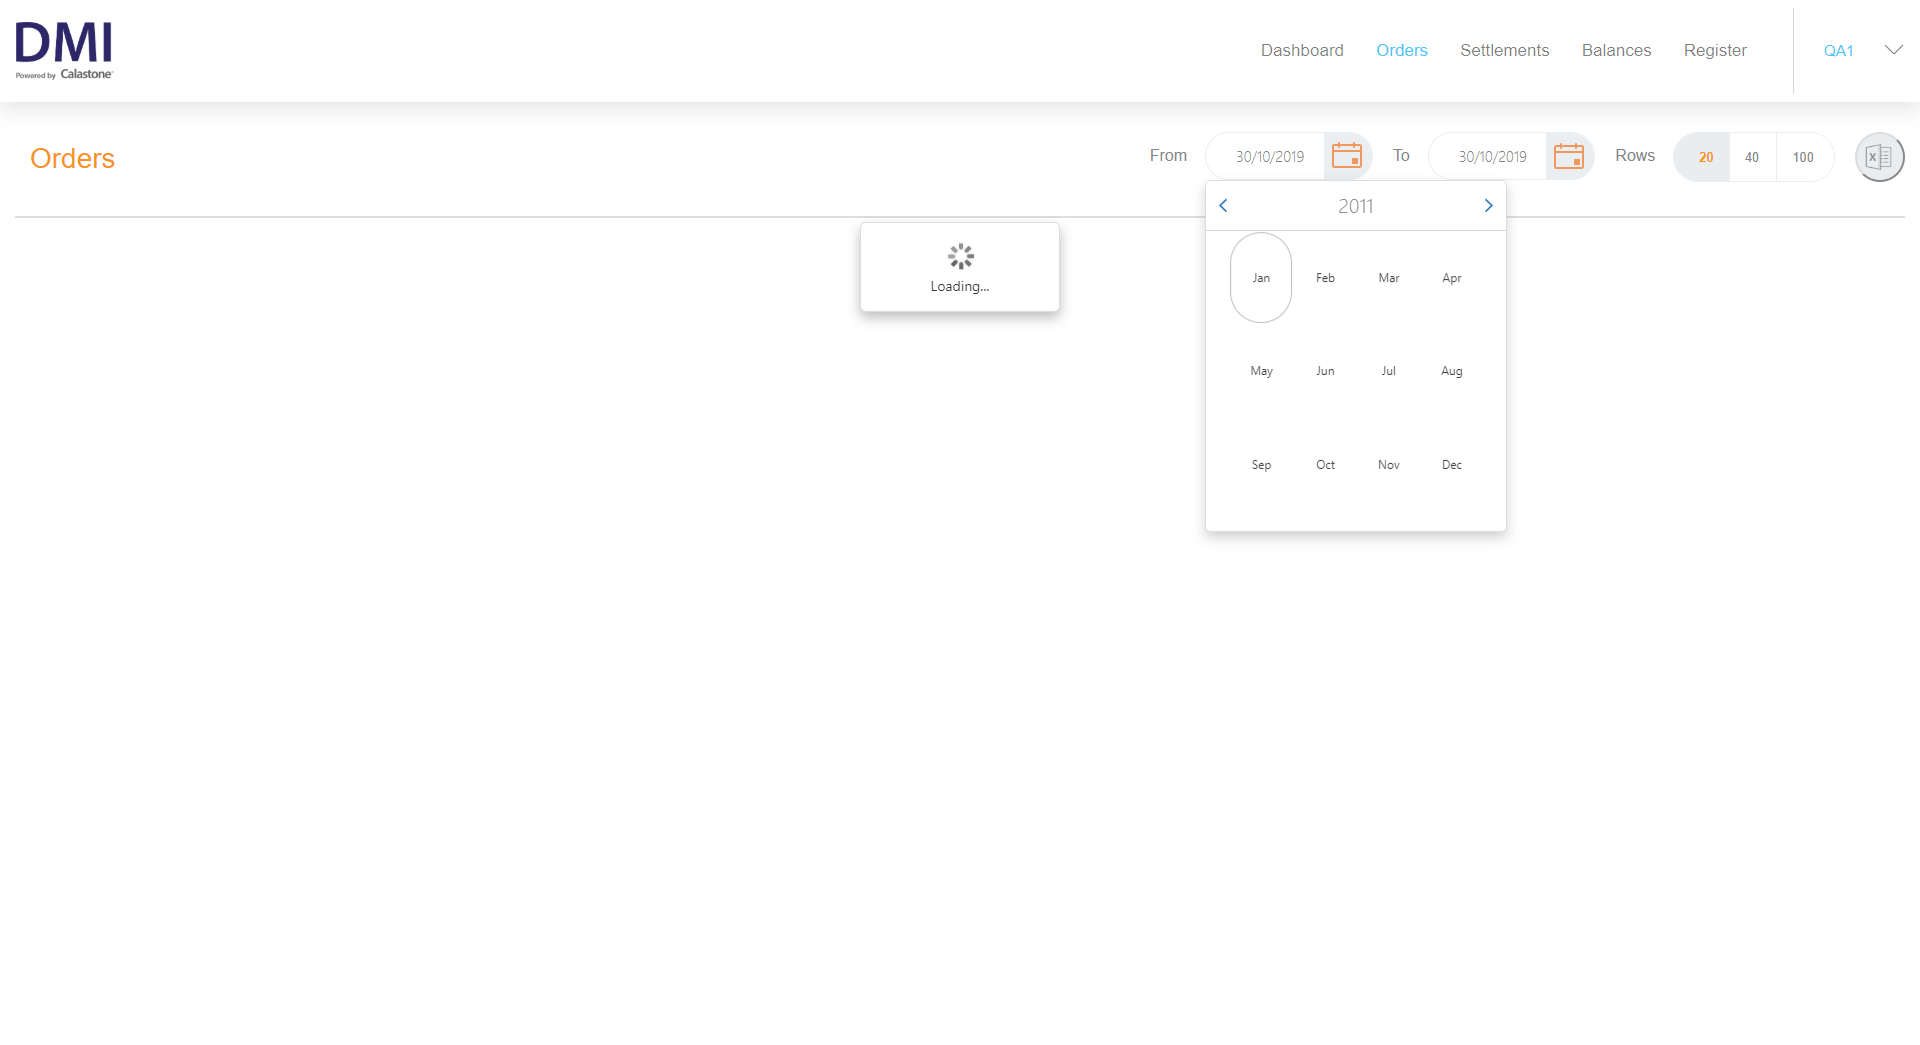 DMI
Powered by Calastone
Dashboard Orders Settlements Balances Register QA1
Orders
From 30/10/2019 To 30/10/2019 Rows 20 40 100
X
2011
Loading...
Jan Feb Mar Apr
May Jun Jul Aug
Sep Oct Nov Dec